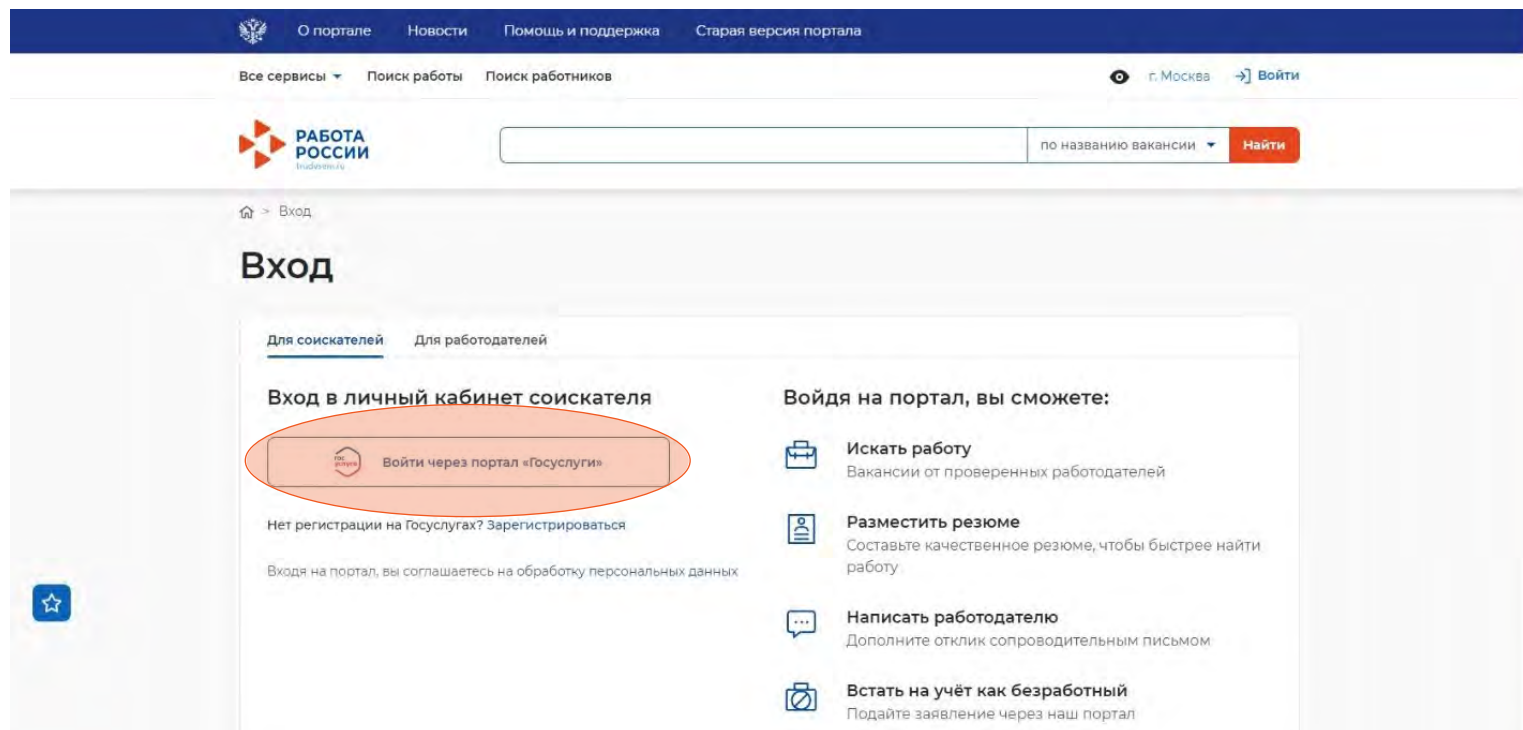 О портале Новости Помощь и поддержка Старая версия портала
Все сервисы Поиск работы Поиск работников г. Москва Войти
РАБОТА
РОССИИ
trudvsem.ru
по названию вакансии Найти
> Вход
Вход
Для соискателей Для работодателей
Вход в личный кабинет соискателя
гос
услуги
Войти через портал «Госуслуги»
Нет регистрации на Госуслугах? Зарегистрироваться
Входя на портал, вы соглашаетесь на обработку персональных данных
Войдя на портал, вы сможете:
Искать работу
Вакансии от проверенных работодателей
Разместить резюме
Составьте качественное резюме, чтобы быстрее найти
работу
Написать работодателю
Дополните отклик сопроводительным письмом
Встать на учёт как безработный
Подайте заявление через наш портал